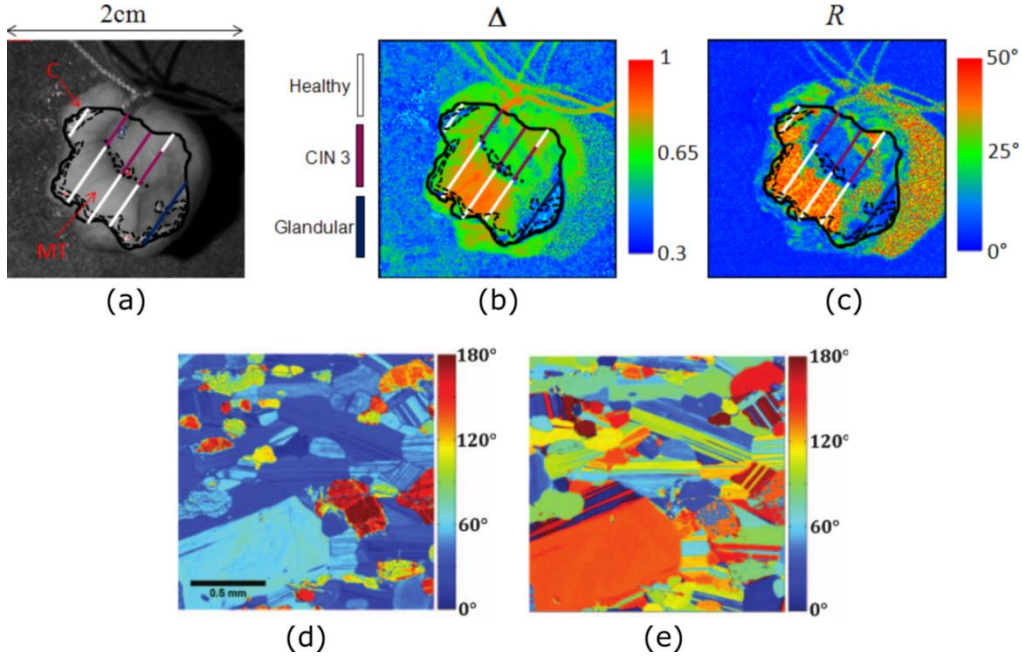 2cm
C
MT
(a)
Healthy
CIN 3
Glandular
Δ
1
0.65
0.3
(b)
R
50°
25°
0°
(c)
0.5 mm
180°
120°
60°
0°
(d)
180°
120°
60°
0°
(e)